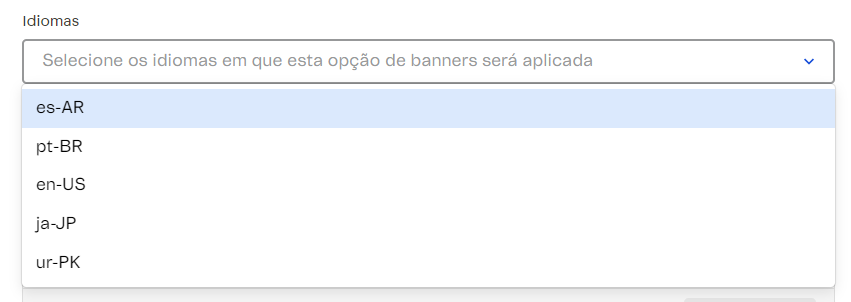 Idiomas
Selecione os idiomas em que esta opção de banners será aplicada
es-AR
pt-BR
en-US
ja-JP
ur-PK